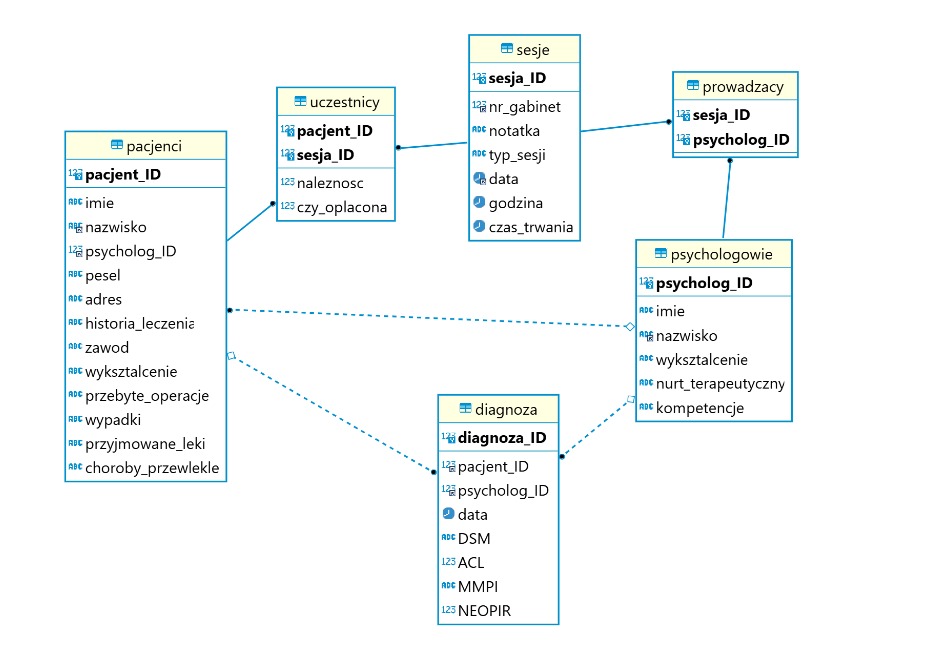 sesje
sesja_ID
nr_gabinet
notatka
typ_sesji
data
godzina
czas_trwania
prowadzacy
sesja_ID
psycholog_ID
uczestnicy
pacjent_ID
sesja_ID
naleznosc
czy_oplacona
pacjenci
pacjent_ID
imie
nazwisko
psycholog_ID
pesel
adres
historia_leczenia
zawod
wyksztalcenie
przebyte_operacje
wypadki
przyjmowane_leki
choroby_przewlekle
psychologowie
psycholog_ID
imie
nazwisko
wyksztalcenie
nurt_terapeutyczny
kompetencje
diagnoza
diagnoza_ID
pacjent_ID
psycholog_ID
data
DSM
ACL
MMPI
NEOPIR